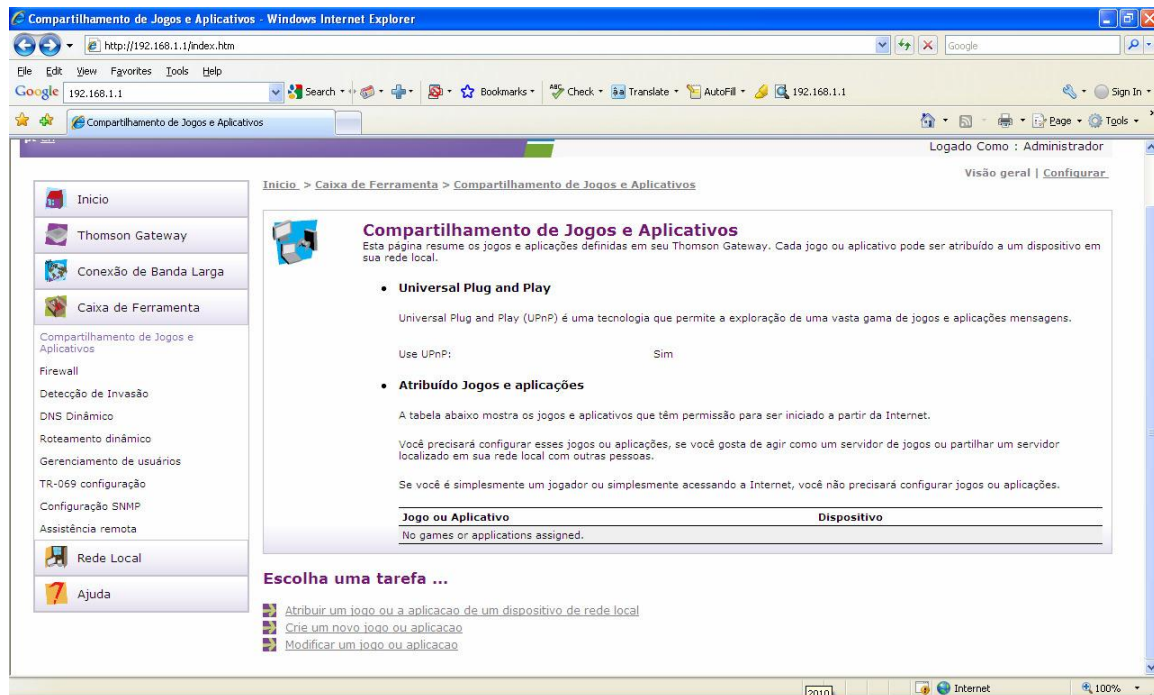 Compartilhamento de Jogos e Aplicativos - Windows Internet Explorer
http://192.168.1.1/index.htm
Google
File Edit View Favorites Tools Help
Google 192.168.1.1 Search Bookmarks Check Translate AutoFill 192.168.1.1 Sign In
Compartilhamento de Jogos e Aplicativos
Page Tools
Logado Como : Administrador
Visão geral | Configurar
Inicio > Caixa de Ferramenta > Compartilhamento de Jogos e Aplicativos
Inicio
Thomson Gateway
Conexão de Banda Larga
Caixa de Ferramenta
Compartilhamento de Jogos e
Aplicativos
Firewall
Detecção de Invasão
DNS Dinâmico
Roteamento dinâmico
Gerenciamento de usuários
TR-069 configuração
Configuração SNMP
Assistência remota
Rede Local
Ajuda
Compartilhamento de Jogos e Aplicativos
Esta página resume os jogos e aplicações definidas em seu Thomson Gateway. Cada jogo ou aplicativo pode ser atribuído a um dispositivo em
sua rede local.
Universal Plug and Play
Universal Plug and Play (UPnP) é uma tecnologia que permite a exploração de uma vasta gama de jogos e aplicações mensagens.
Use UPnP: Sim
Atribuído Jogos e aplicações
A tabela abaixo mostra os jogos e aplicativos que têm permissão para ser iniciado a partir da Internet.
Você precisará configurar esses jogos ou aplicações, se você gosta de agir como um servidor de jogos ou partilhar um servidor
localizado em sua rede local com outras pessoas.
Se você é simplesmente um jogador ou simplesmente acessando a Internet, você não precisará configurar jogos ou aplicações.
Jogo ou Aplicativo Dispositivo
No games or applications assigned.
Escolha uma tarefa ...
Atribuir um jogo ou a aplicacao de um dispositivo de rede local
Crie um novo jogo ou aplicacao
Modificar um jogo ou aplicacao
2010
Internet
100%